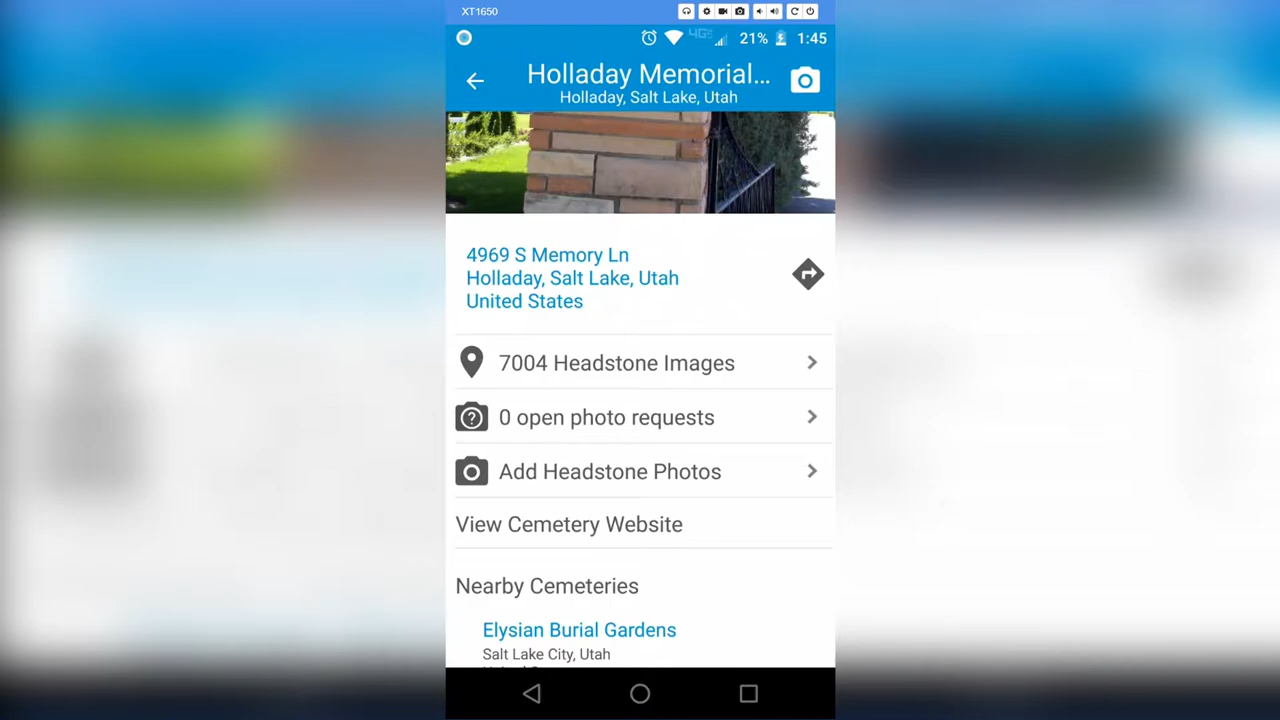 XT1650
4G
21% 1:45
Holladay Memorial...
Holladay, Salt Lake, Utah
4969 S Memory Ln
Holladay, Salt Lake, Utah
United States
7004 Headstone Images
0 open photo requests
Add Headstone Photos
View Cemetery Website
Nearby Cemeteries
Elysian Burial Gardens
Salt Lake City, Utah